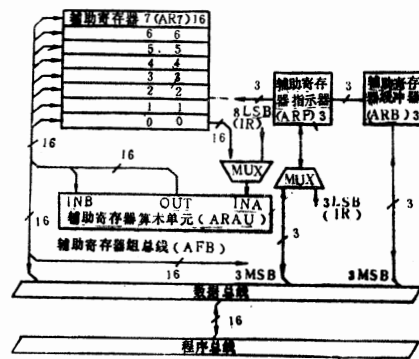 辅助寄存器 7(AR7) 16
6 6
5 5
4 4
3 3
2 2
1 1
0 0
16
16
16
16
3
3
辅助寄存
器指示器
(ARP) 3
辅助寄存
器缓冲器
(ARB) 3
8LSB
(IR)
MUX
MUX
3LSB
(IR)
3
3
INB OUT INA
辅助寄存器算术单元(ARAU)
16
辅助寄存器组总线(AFB)
16
3MSB
3MSB
数据总线
16
程序总线